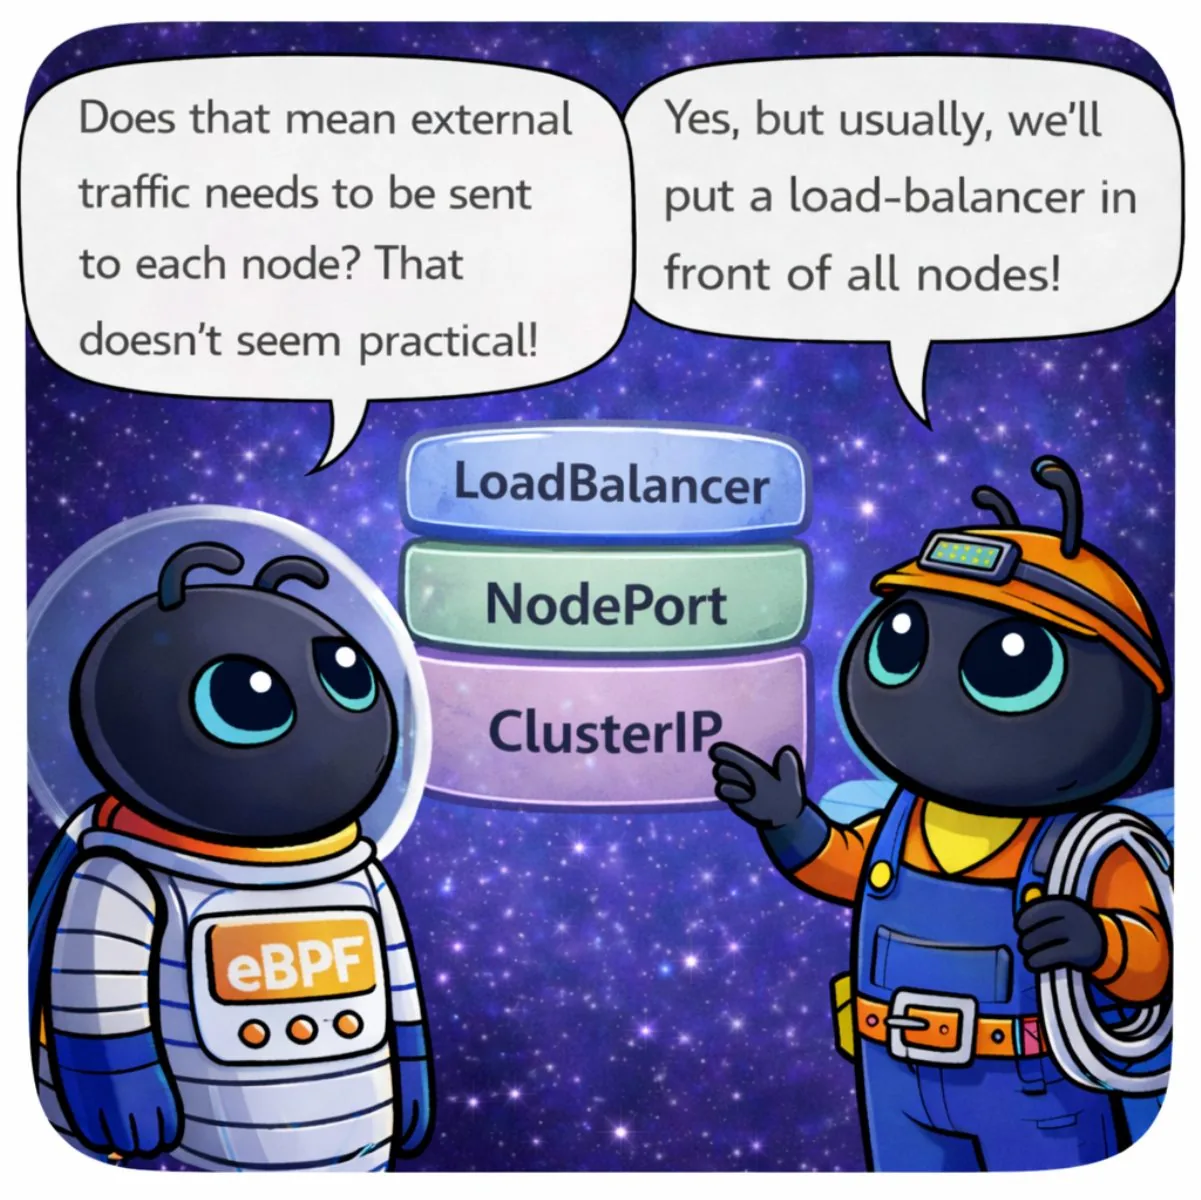 Does that mean external
traffic needs to be sent
to each node? That
doesn't seem practical!
Yes, but usually, we'll
put a load-balancer in
front of all nodes!
LoadBalancer
NodePort
ClusterIP
eBPF